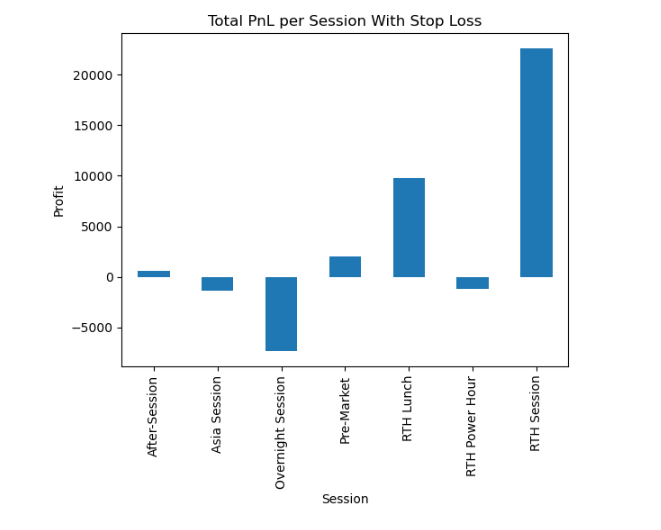 Total PnL per Session With Stop Loss
Profit
20000
15000
10000
5000
0
−5000
After-Session
Asia Session
Overnight Session
Pre-Market
RTH Lunch
RTH Power Hour
RTH Session
Session